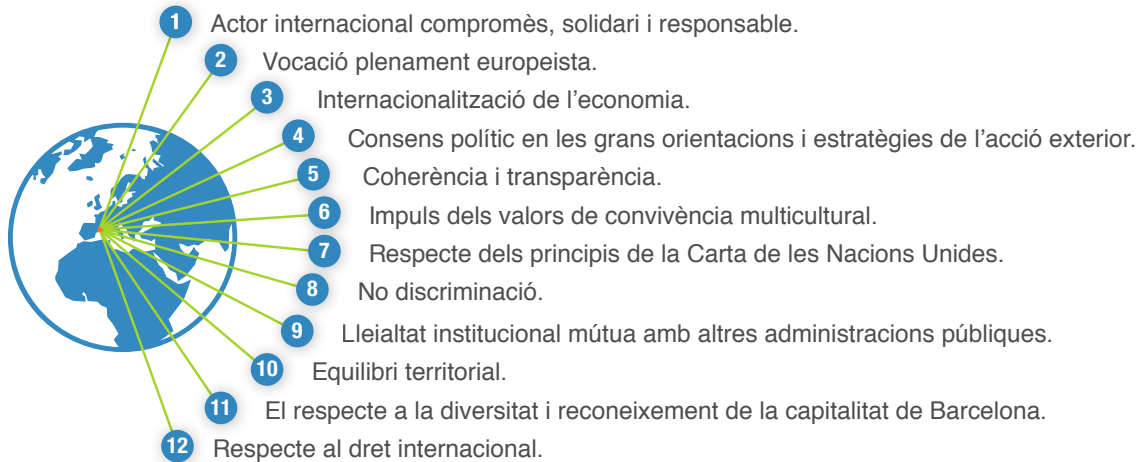 1 Actor internacional compromès, solidari i responsable.
2 Vocació plenament europeista.
3 Internacionalització de l’economia.
4 Consens polític en les grans orientacions i estratègies de l’acció exterior.
5 Coherència i transparència.
6 Impuls dels valors de convivència multicultural.
7 Respecte dels principis de la Carta de les Nacions Unides.
8 No discriminació.
9 Lleialtat institucional mútua amb altres administracions públiques.
10 Equilibri territorial.
11 El respecte a la diversitat i reconeixement de la capitalitat de Barcelona.
12 Respecte al dret internacional.